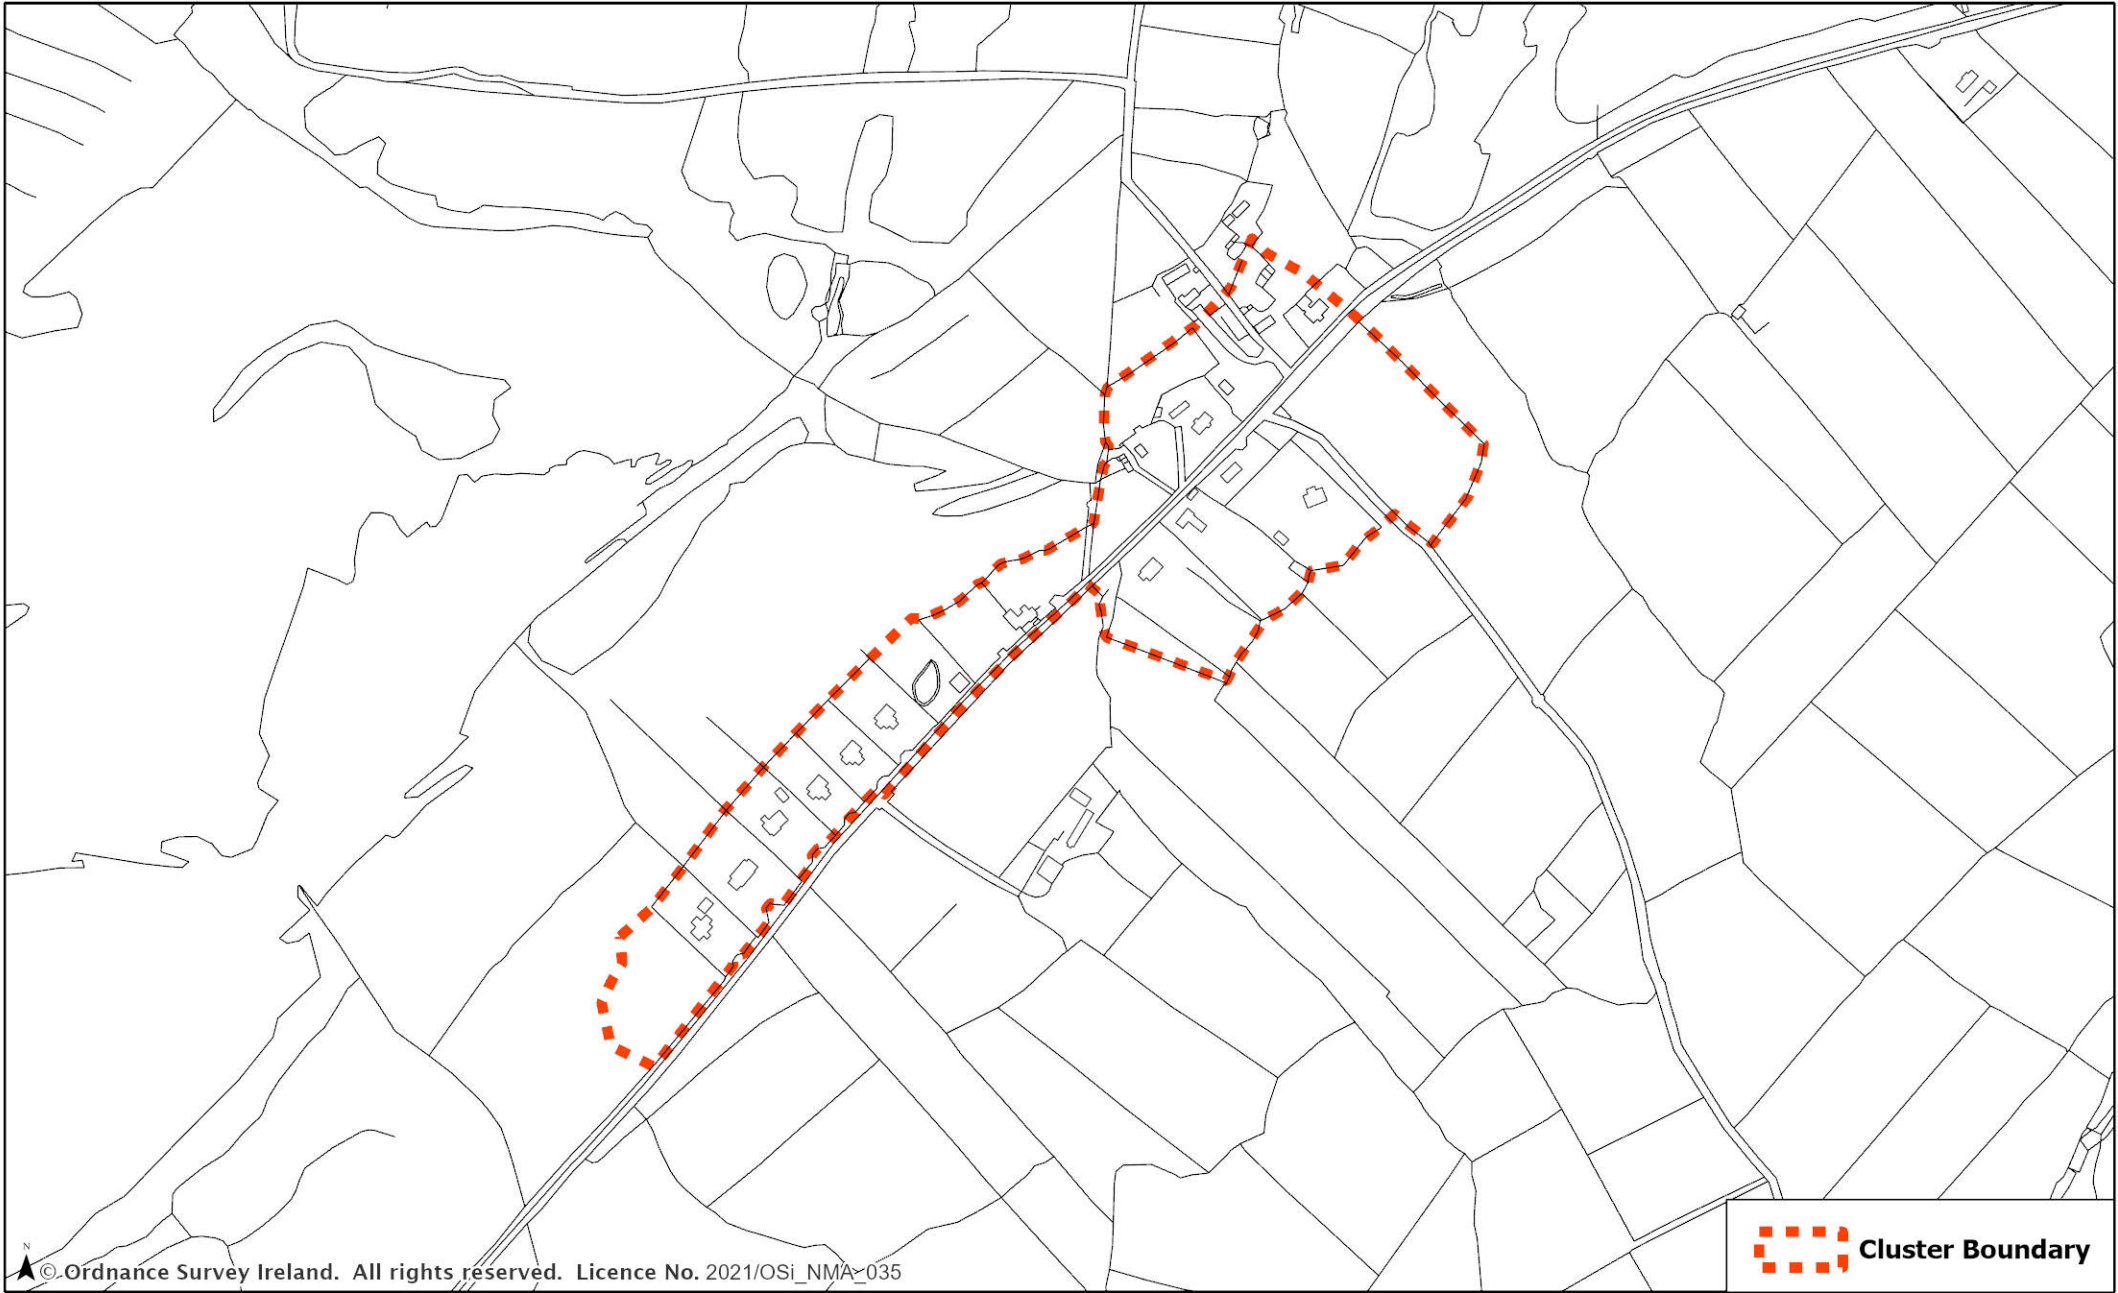 Cluster Boundary
N
© Ordnance Survey Ireland. All rights reserved. Licence No. 2021/OSi_NMA_035